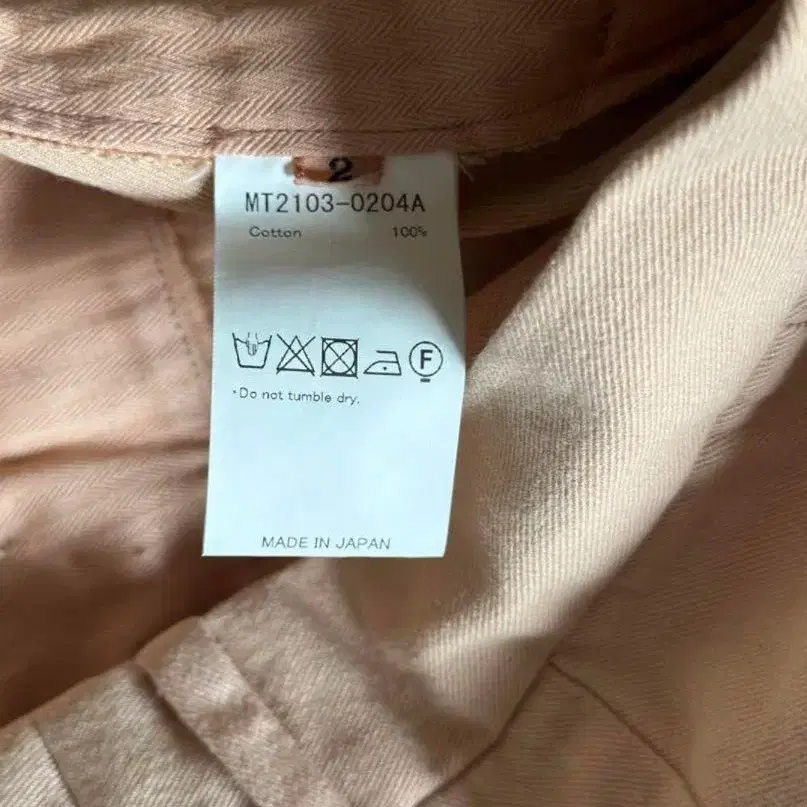 2
MT2103-0204A
Cotton 100%
F
·Do not tumble dry.
MADE IN JAPAN